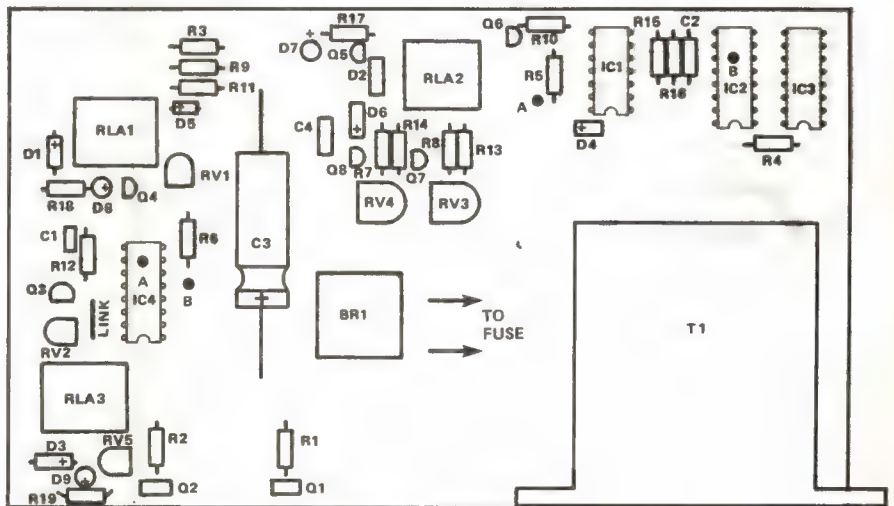 R3
R17
Q6
R10
R15
C2
D7
Q5
R9
D2
RLA2
R5
IC1
B
IC2
IC3
R11
R16
D5
A
RLA1
D6
C4
R14
D4
D1
R8
R13
R4
Q8
R7
Q7
RV1
R18
D8
Q4
RV4
RV3
C1
R6
R12
C3
A
IC4
B
Q3
LINK
BR1
TO
FUSE
T1
RV2
RLA3
D3
RV5
R2
R1
D9
R19
Q2
Q1